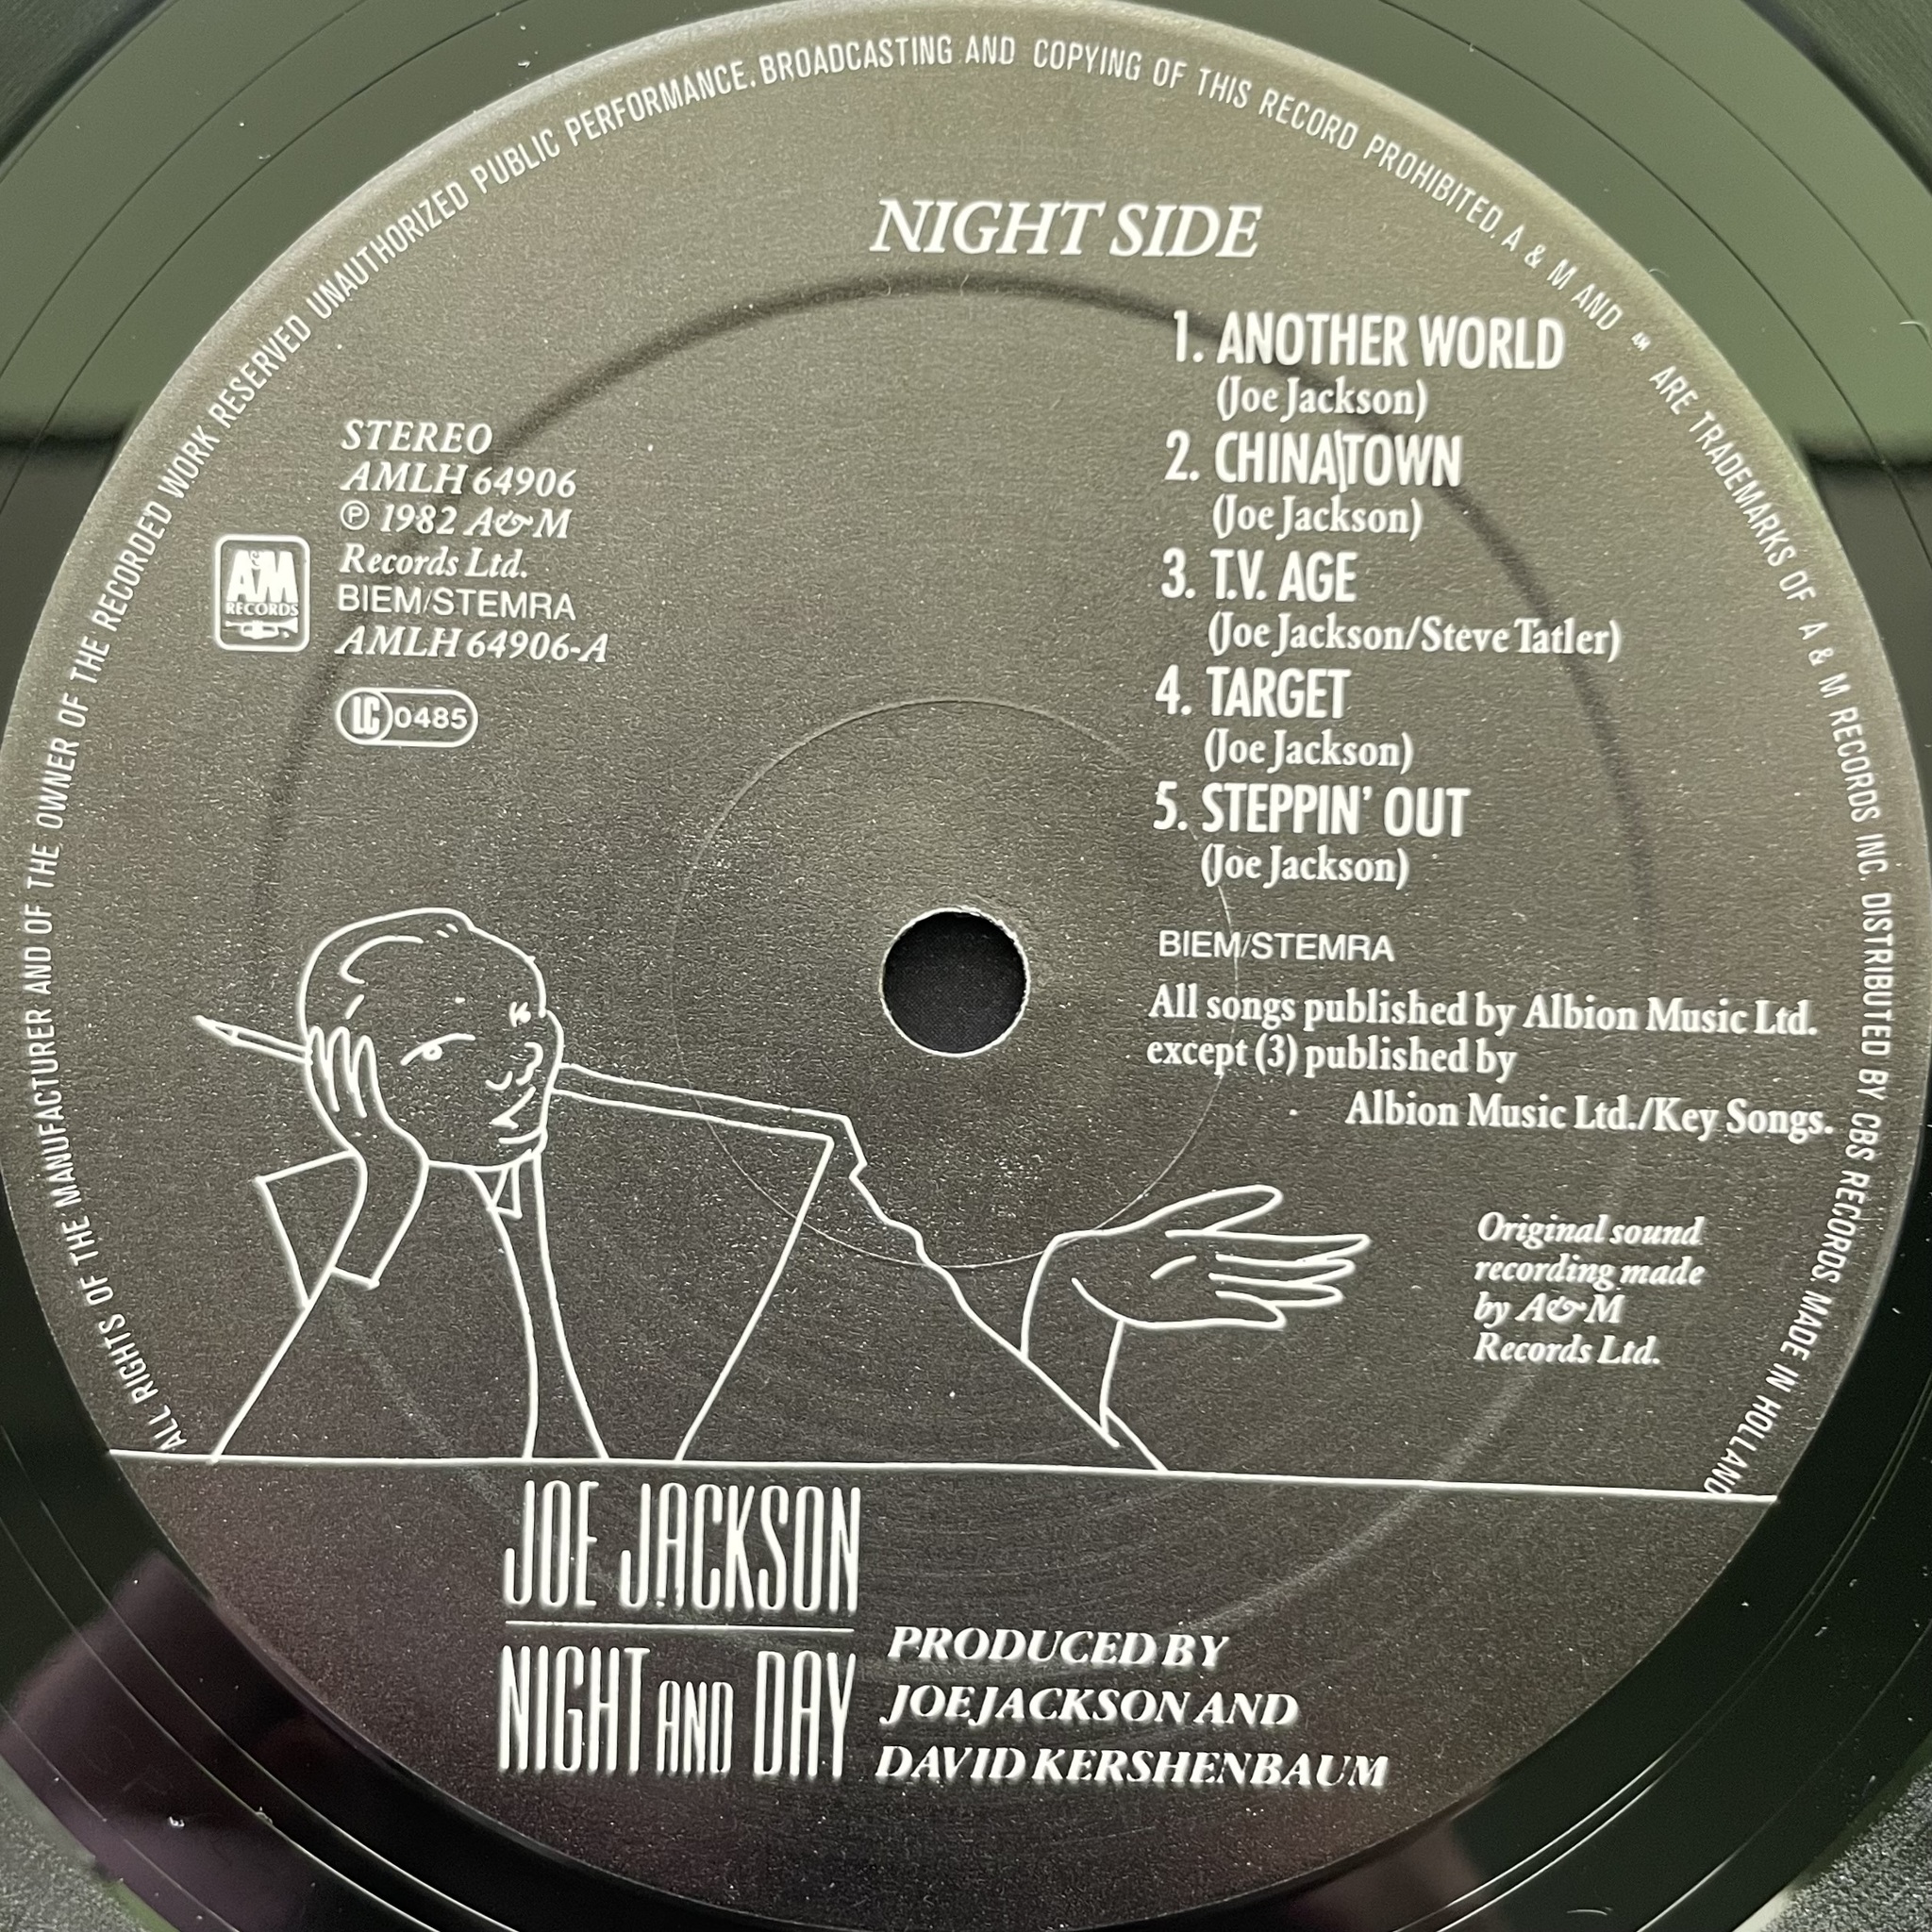 ALL RIGHTS OF THE MANUFACTURER AND OF THE OWNER OF THE RECORDED WORK RESERVED UNAUTHORIZED PUBLIC PERFORMANCE. BROADCASTING AND COPYING OF THIS RECORD PROHIBITED. A & M AND AM ARE TRADEMARKS OF A & M RECORDS INC. DISTRIBUTED BY CBS RECORDS. MADE IN HOLLAND
NIGHT SIDE
STEREO
AMLH 64906
℗ 1982 A&M
Records Ltd.
BIEM/STEMRA
AMLH 64906-A
A&M
RECORDS
LC 0485
1. ANOTHER WORLD
(Joe Jackson)
2. CHINATOWN
(Joe Jackson)
3. T.V. AGE
(Joe Jackson/Steve Tatler)
4. TARGET
(Joe Jackson)
5. STEPPIN' OUT
(Joe Jackson)
BIEM/STEMRA
All songs published by Albion Music Ltd.
except (3) published by
Albion Music Ltd./Key Songs.
Original sound
recording made
by A&M
Records Ltd.
JOE JACKSON
NIGHT AND DAY
PRODUCED BY
JOE JACKSON AND
DAVID KERSHENBAUM